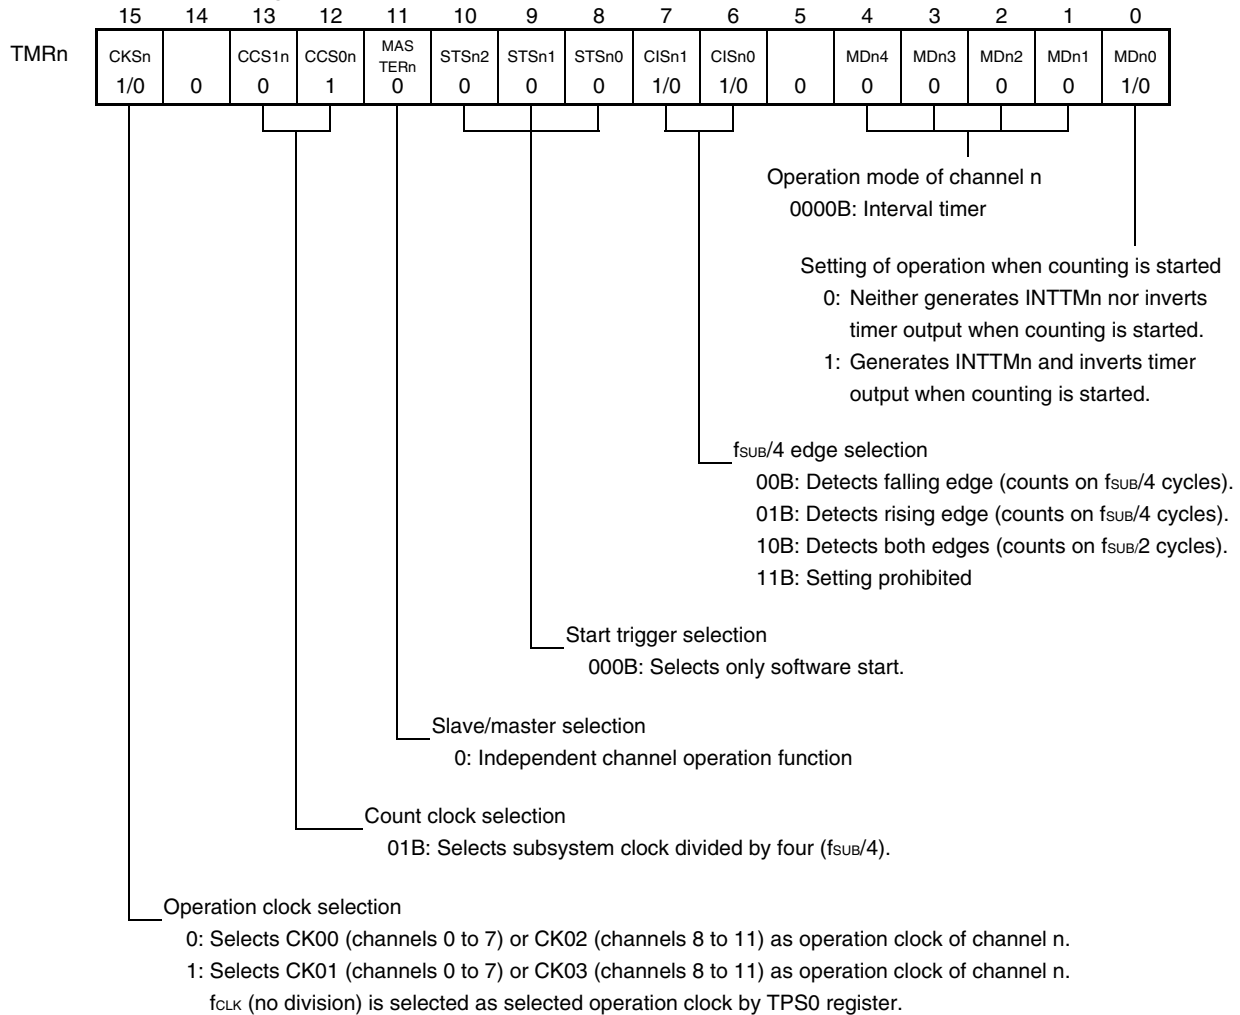 15 14 13 12 11 10 9 8 7 6 5 4 3 2 1 0
TMRn
CKSn CCS1n CCS0n MAS TERn STSn2 STSn1 STSn0 CISn1 CISn0 MDn4 MDn3 MDn2 MDn1 MDn0
1/0 0 0 1 0 0 0 0 1/0 1/0 0 0 0 0 0 1/0
Operation mode of channel n
0000B: Interval timer
Setting of operation when counting is started
0: Neither generates INTTMn nor inverts
timer output when counting is started.
1: Generates INTTMn and inverts timer
output when counting is started.
fSUB/4 edge selection
00B: Detects falling edge (counts on fSUB/4 cycles).
01B: Detects rising edge (counts on fSUB/4 cycles).
10B: Detects both edges (counts on fSUB/2 cycles).
11B: Setting prohibited
Start trigger selection
000B: Selects only software start.
Slave/master selection
0: Independent channel operation function
Count clock selection
01B: Selects subsystem clock divided by four (fSUB/4).
Operation clock selection
0: Selects CK00 (channels 0 to 7) or CK02 (channels 8 to 11) as operation clock of channel n.
1: Selects CK01 (channels 0 to 7) or CK03 (channels 8 to 11) as operation clock of channel n.
fCLK (no division) is selected as selected operation clock by TPS0 register.